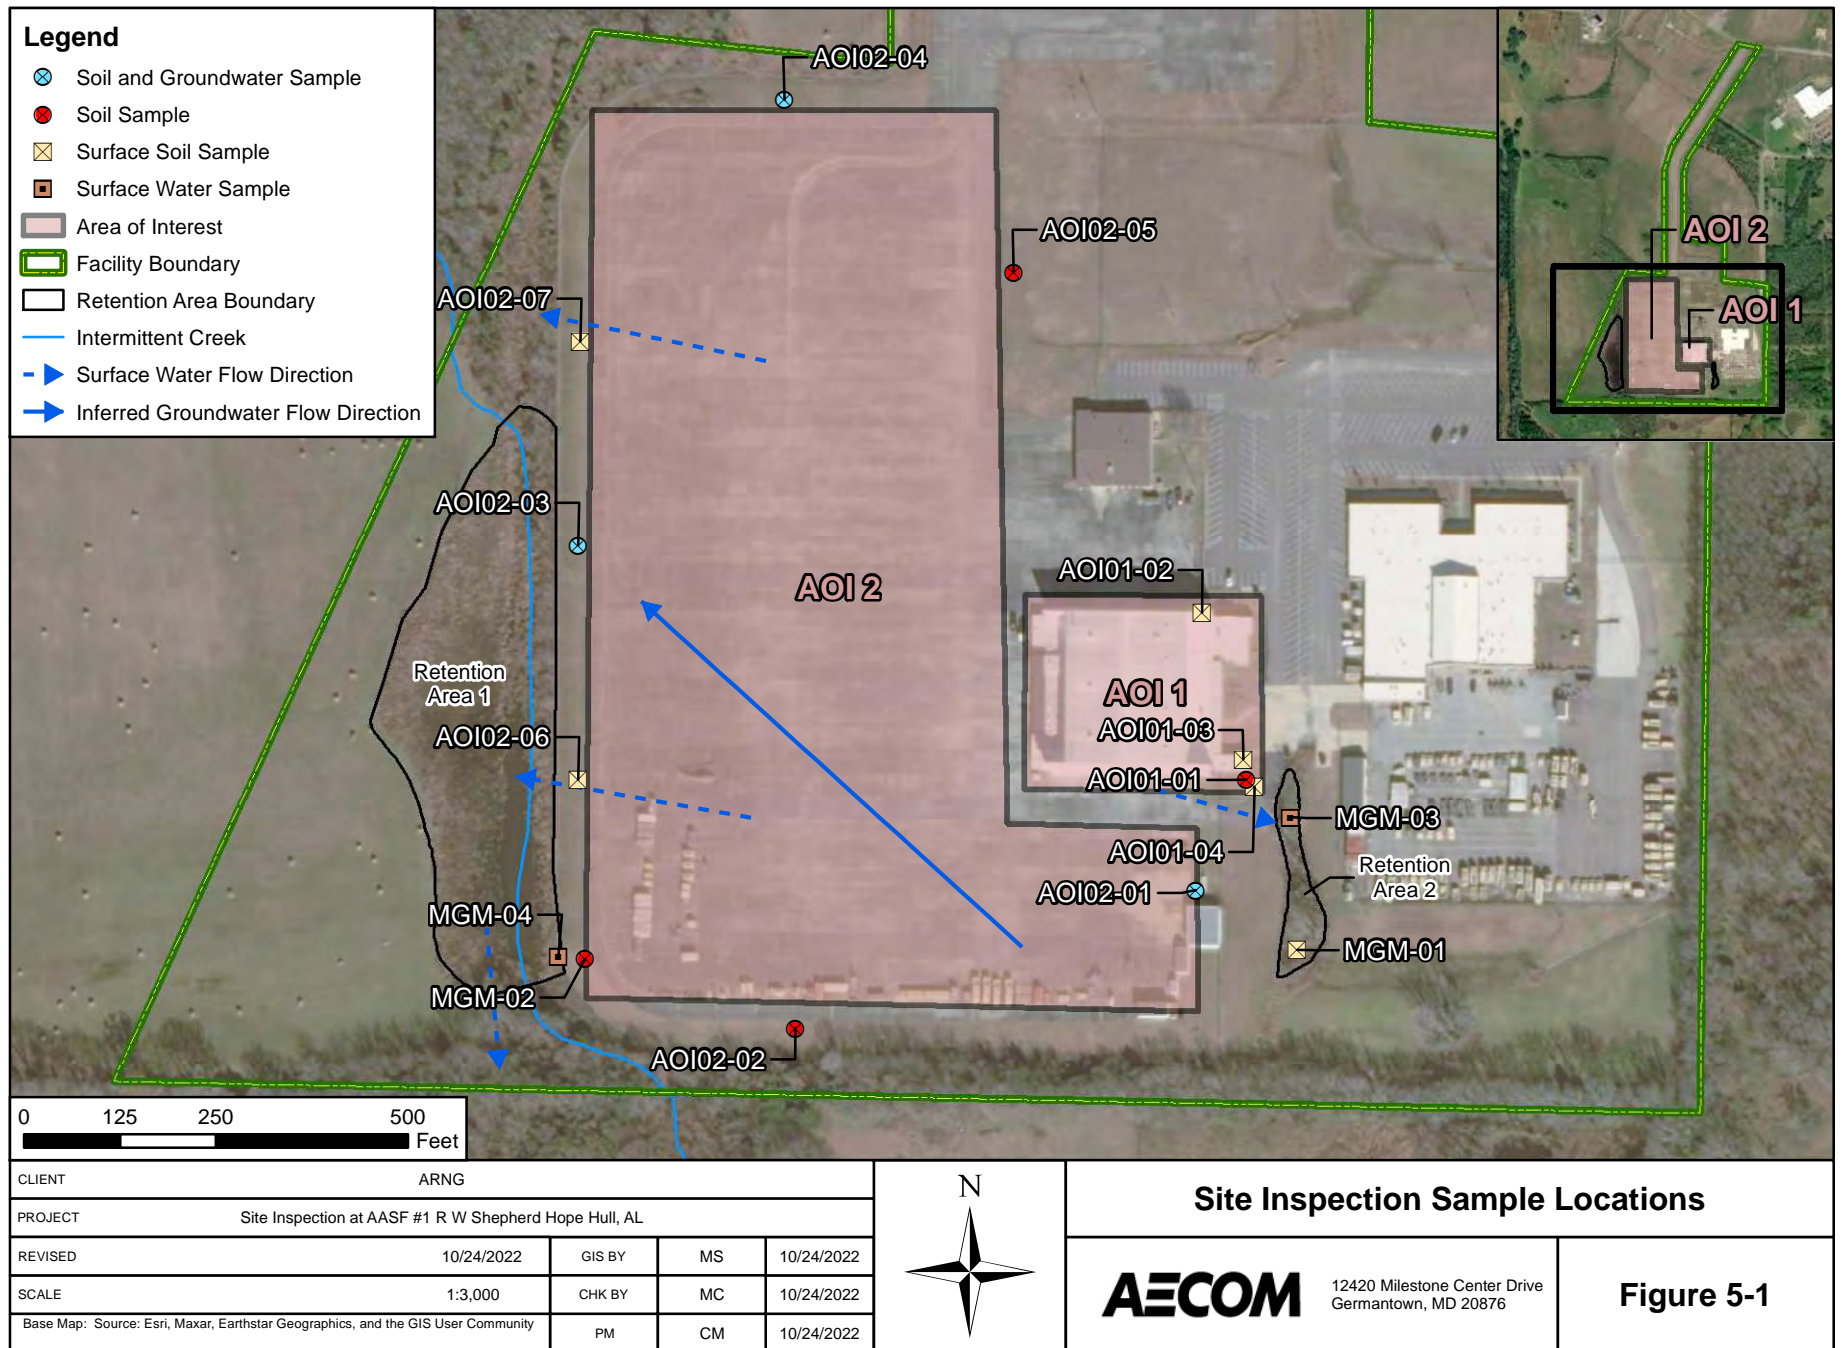 Legend
Soil and Groundwater Sample
Soil Sample
Surface Soil Sample
Surface Water Sample
Area of Interest
Facility Boundary
Retention Area Boundary
Intermittent Creek
Surface Water Flow Direction
Inferred Groundwater Flow Direction
AOI02-04
AOI02-05
AOI 2
AOI 1
AOI02-07
AOI02-03
AOI 2
AOI01-02
Retention
Area 1
AOI 1
AOI01-03
AOI02-06
AOI01-01
MGM-03
AOI01-04
Retention
Area 2
AOI02-01
MGM-04
MGM-01
MGM-02
AOI02-02
0 125 250 500
Feet
CLIENT ARNG
PROJECT Site Inspection at AASF #1 R W Shepherd Hope Hull, AL
REVISED 10/24/2022 GIS BY MS 10/24/2022
SCALE 1:3,000 CHK BY MC 10/24/2022
Base Map: Source: Esri, Maxar, Earthstar Geographics, and the GIS User Community
PM CM 10/24/2022
N
Site Inspection Sample Locations
AECOM
12420 Milestone Center Drive
Germantown, MD 20876
Figure 5-1